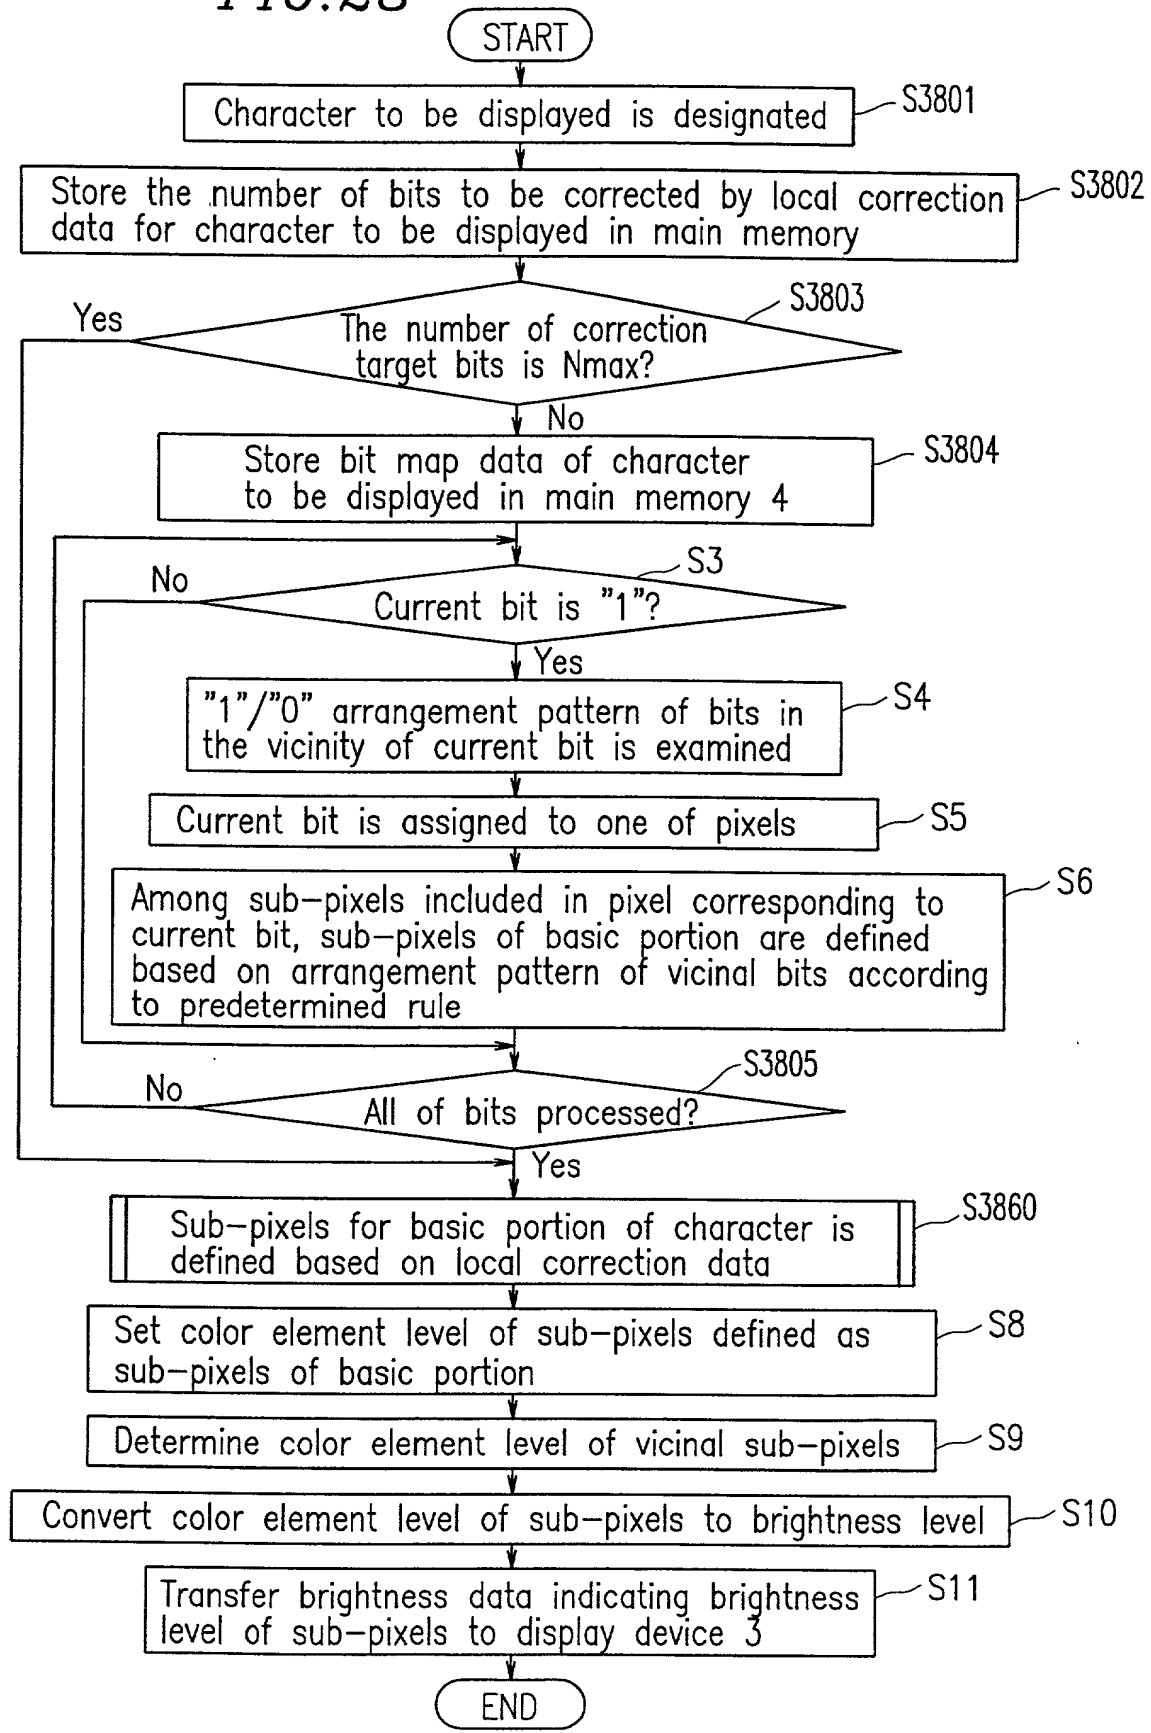 START
Character to be displayed is designated
S3801
Store the number of bits to be corrected by local correction
data for character to be displayed in main memory
S3802
The number of correction
target bits is Nmax?
S3803
Yes
No
Store bit map data of character
to be displayed in main memory 4
S3804
Current bit is "1"?
S3
No
Yes
"1"/"0" arrangement pattern of bits in
the vicinity of current bit is examined
S4
Current bit is assigned to one of pixels
S5
Among sub-pixels included in pixel corresponding to
current bit, sub-pixels of basic portion are defined
based on arrangement pattern of vicinal bits according
to predetermined rule
S6
All of bits processed?
S3805
No
Yes
Sub-pixels for basic portion of character is
defined based on local correction data
S3860
Set color element level of sub-pixels defined as
sub-pixels of basic portion
S8
Determine color element level of vicinal sub-pixels
S9
Convert color element level of sub-pixels to brightness level
S10
Transfer brightness data indicating brightness
level of sub-pixels to display device 3
S11
END